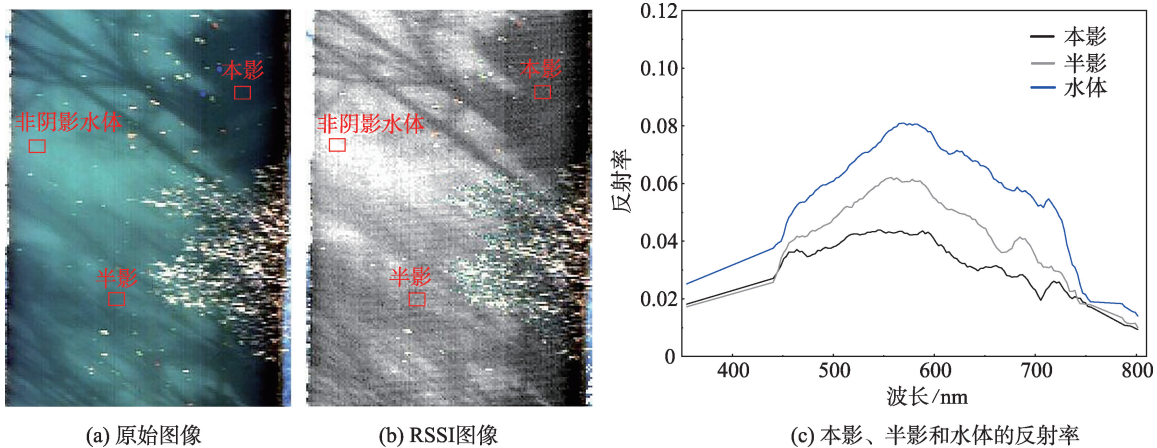 本影
非阴影水体
半影
(a) 原始图像
本影
非阴影水体
半影
(b) RSSI图像
0.12
0.10
0.08
0.06
0.04
0.02
0
反射率
本影
半影
水体
400
500
600
700
800
波长/nm
(c) 本影、半影和水体的反射率